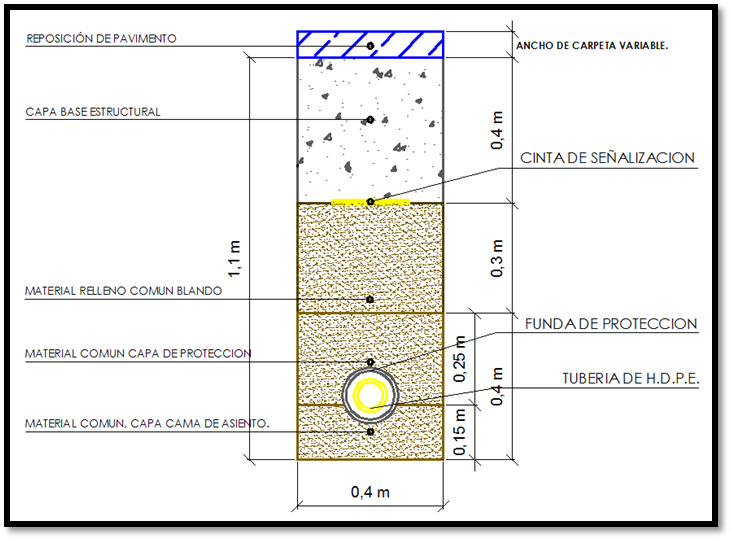 REPOSICIÓN DE PAVIMENTO
ANCHO DE CARPETA VARIABLE.
CAPA BASE ESTRUCTURAL
0,4 m
CINTA DE SEÑALIZACION
1,1 m
0,3 m
MATERIAL RELLENO COMUN BLANDO
FUNDA DE PROTECCION
MATERIAL COMUN CAPA DE PROTECCION
0,25 m
0,4 m
TUBERIA DE H.D.P.E.
MATERIAL COMUN, CAPA CAMA DE ASIENTO.
0,15 m
0,4 m